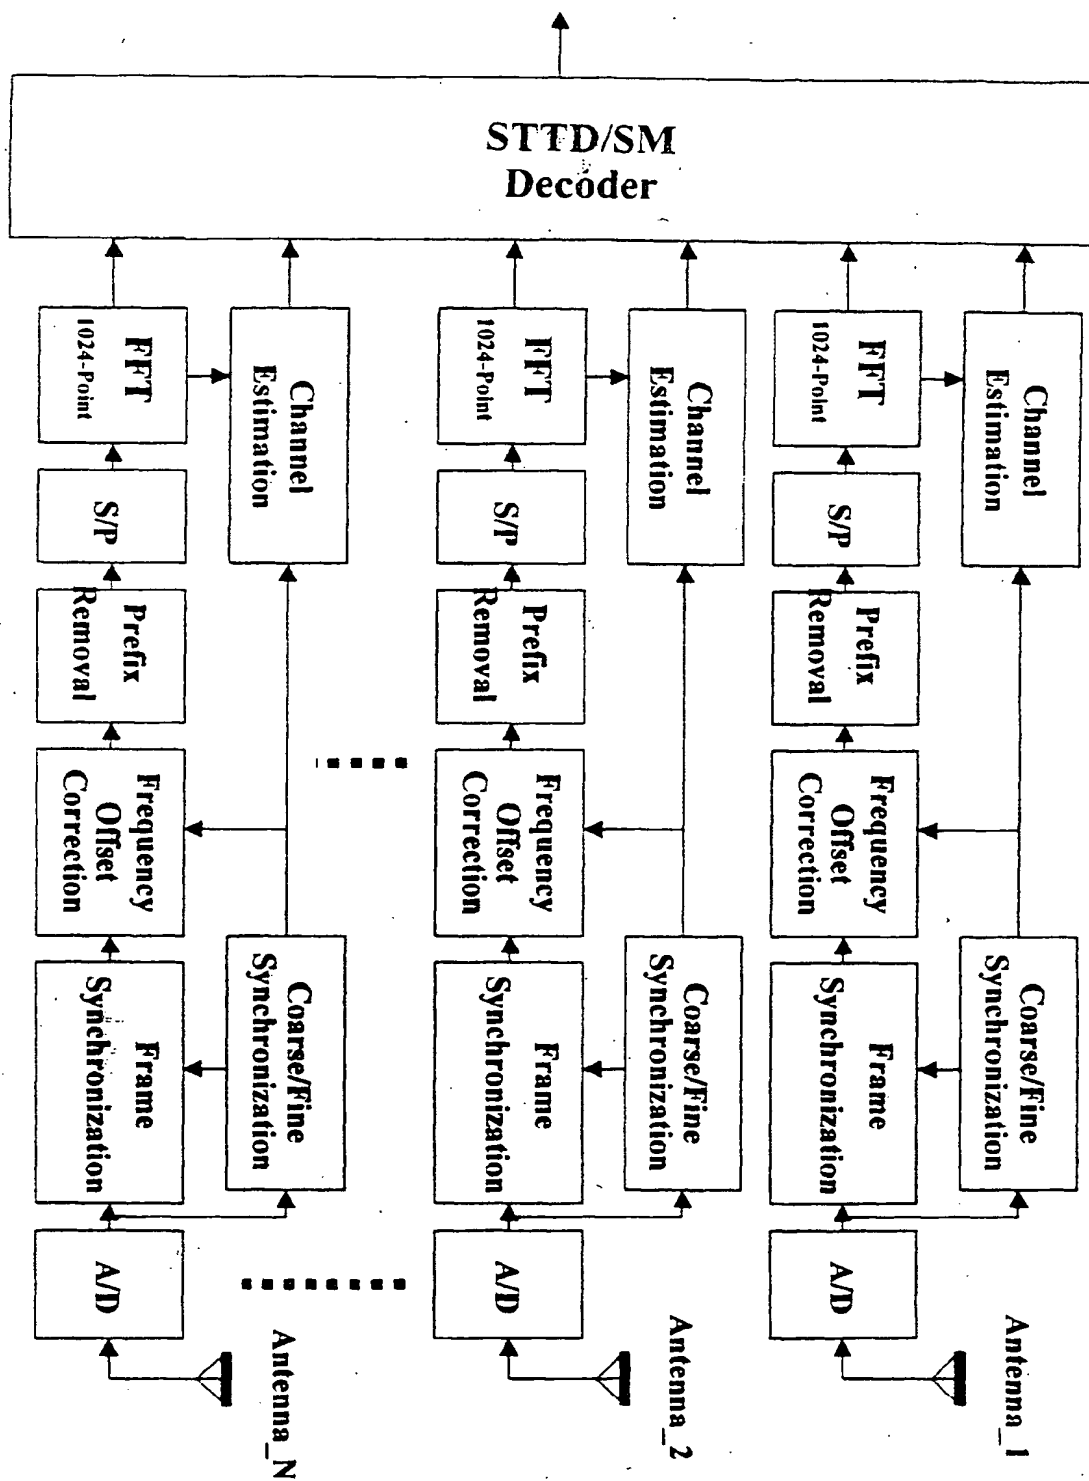 Antenna_1
A/D
Coarse/Fine
Synchronization
Frame
Synchronization
Frequency
Offset
Correction
Prefix
Removal
S/P
FFT
1024-Point
Channel
Estimation
Antenna_2
A/D
Coarse/Fine
Synchronization
Frame
Synchronization
Frequency
Offset
Correction
Prefix
Removal
S/P
FFT
1024-Point
Channel
Estimation
Antenna_N
A/D
Coarse/Fine
Synchronization
Frame
Synchronization
Frequency
Offset
Correction
Prefix
Removal
S/P
FFT
1024-Point
Channel
Estimation
STTD/SM
Decoder